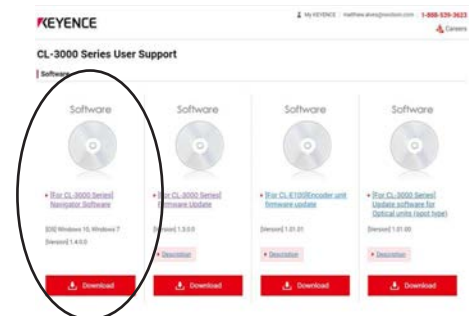 KEYENCE
My KEYENCE
1-888-539-3623
Careers
CL-3000 Series User Support
Software
Software
[For CL-3000 Series]
Navigator Software
[OS] Windows 10, Windows 7
[Version] 1.4.0.0
Download
Software
[For CL-3000 Series]
Firmware Update
[Version] 1.3.0.0
Description
Download
Software
[For CL-E100]Encoder unit
firmware update
[Version] 1.01.01
Description
Download
Software
[For CL-3000 Series]
Update software for
Optical units (spot type)
[Version] 1.01.00
Description
Download